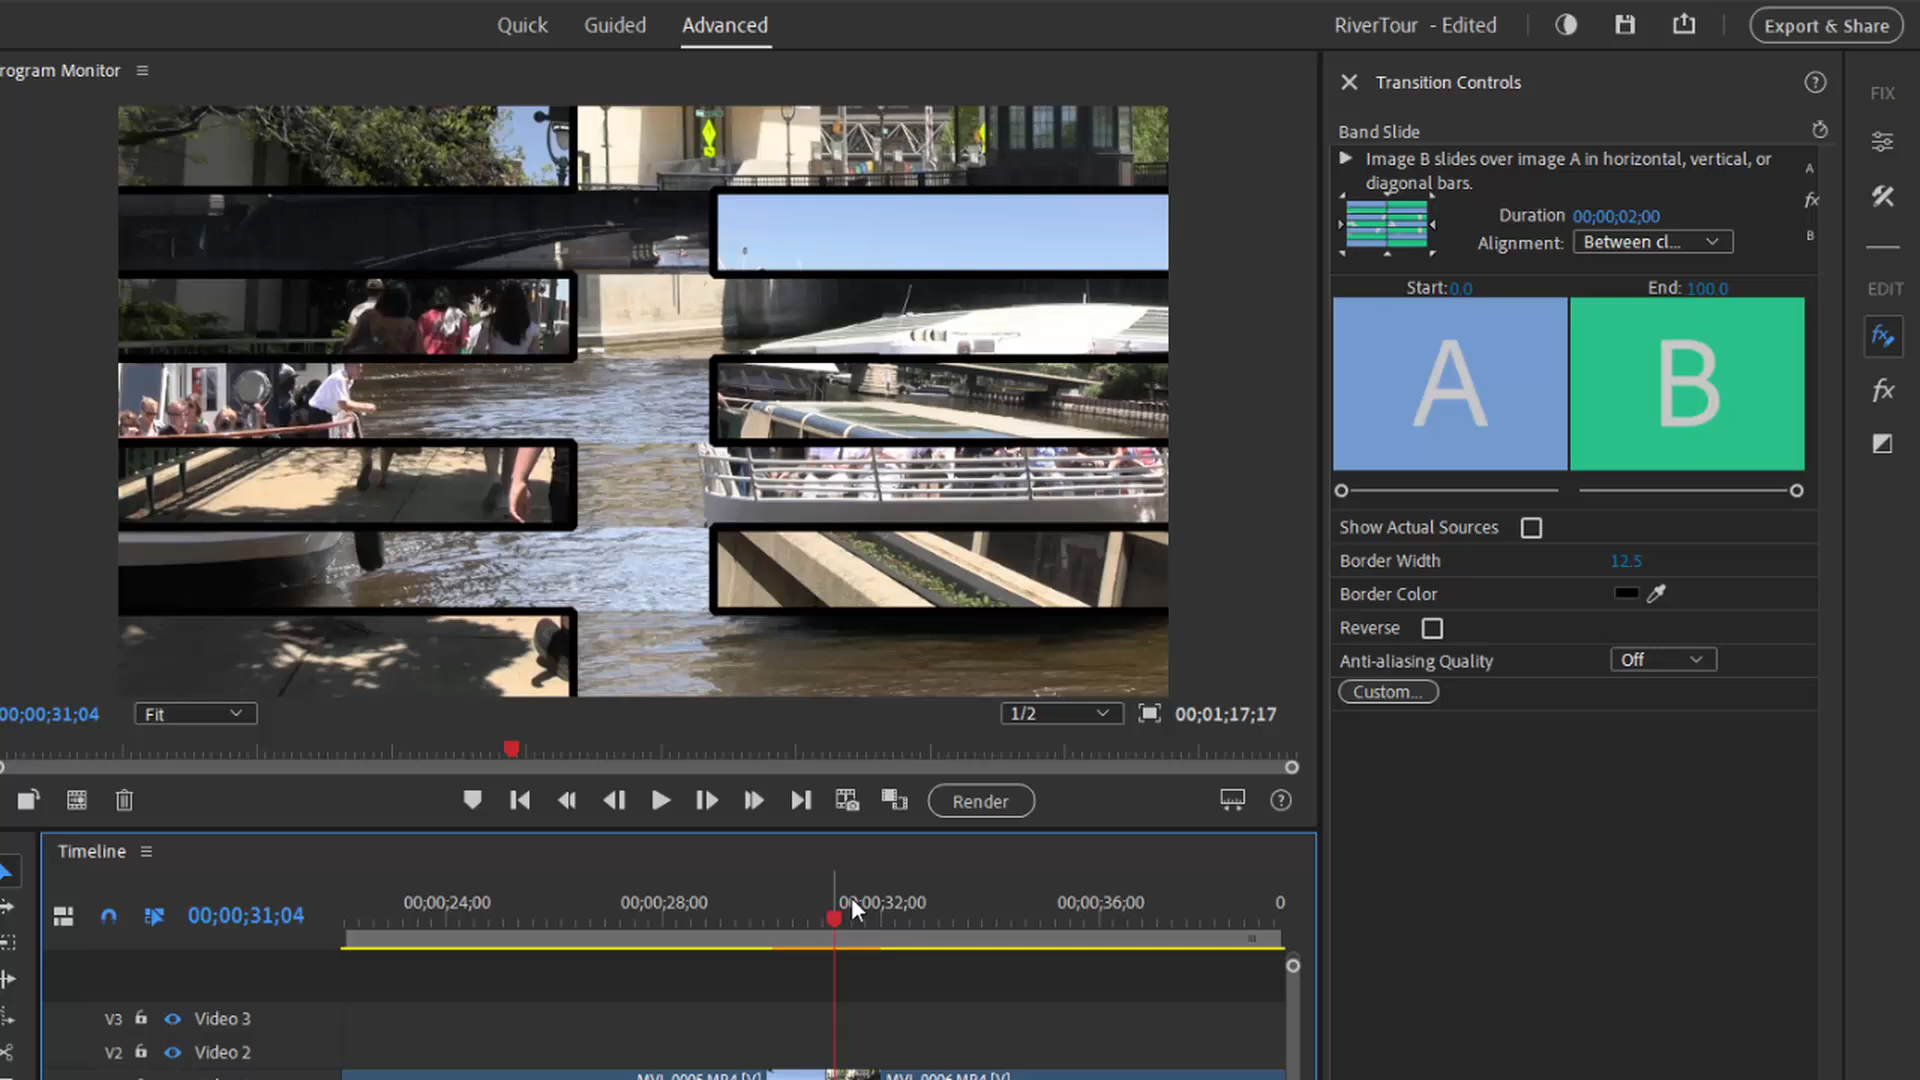 Quick Guided Advanced RiverTour - Edited Export & Share
rogram Monitor
Transition Controls
FIX
Band Slide
Image B slides over image A in horizontal, vertical, or
diagonal bars.
A
fx
B
Duration 00;00;02;00
Alignment: Between cl...
EDIT
Start: 0.0 End: 100.0
A B
fx
fx
Show Actual Sources
Border Width 12.5
Border Color
Reverse
Anti-aliasing Quality Off
Custom...
00;00;31;04 Fit 1/2 00;01;17;17
Render
Timeline
00;00;31;04 00;00;24;00 00;00;28;00 00;00;32;00 00;00;36;00 0
V3 Video 3
V2 Video 2
MVI_0005.MP4 [V] MVI_0006.MP4 [V]